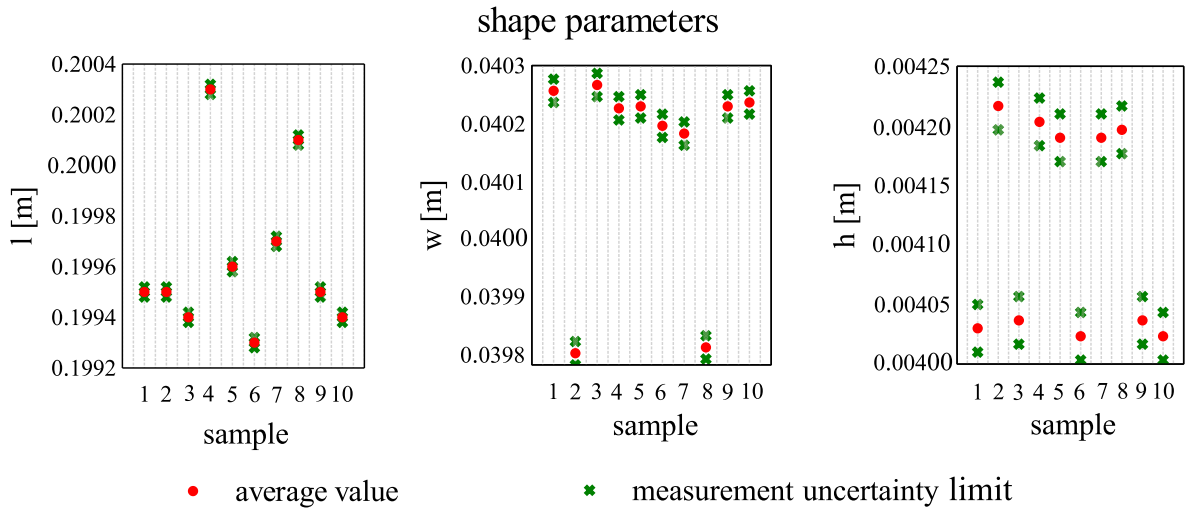 shape parameters
l [m]
0.2004
0.2002
0.2000
0.1998
0.1996
0.1994
0.1992
1 2 3 4 5 6 7 8 9 10
sample
w [m]
0.0403
0.0402
0.0401
0.0400
0.0399
0.0398
1 2 3 4 5 6 7 8 9 10
sample
h [m]
0.00425
0.00420
0.00415
0.00410
0.00405
0.00400
1 2 3 4 5 6 7 8 9 10
sample
average value
measurement uncertainty limit